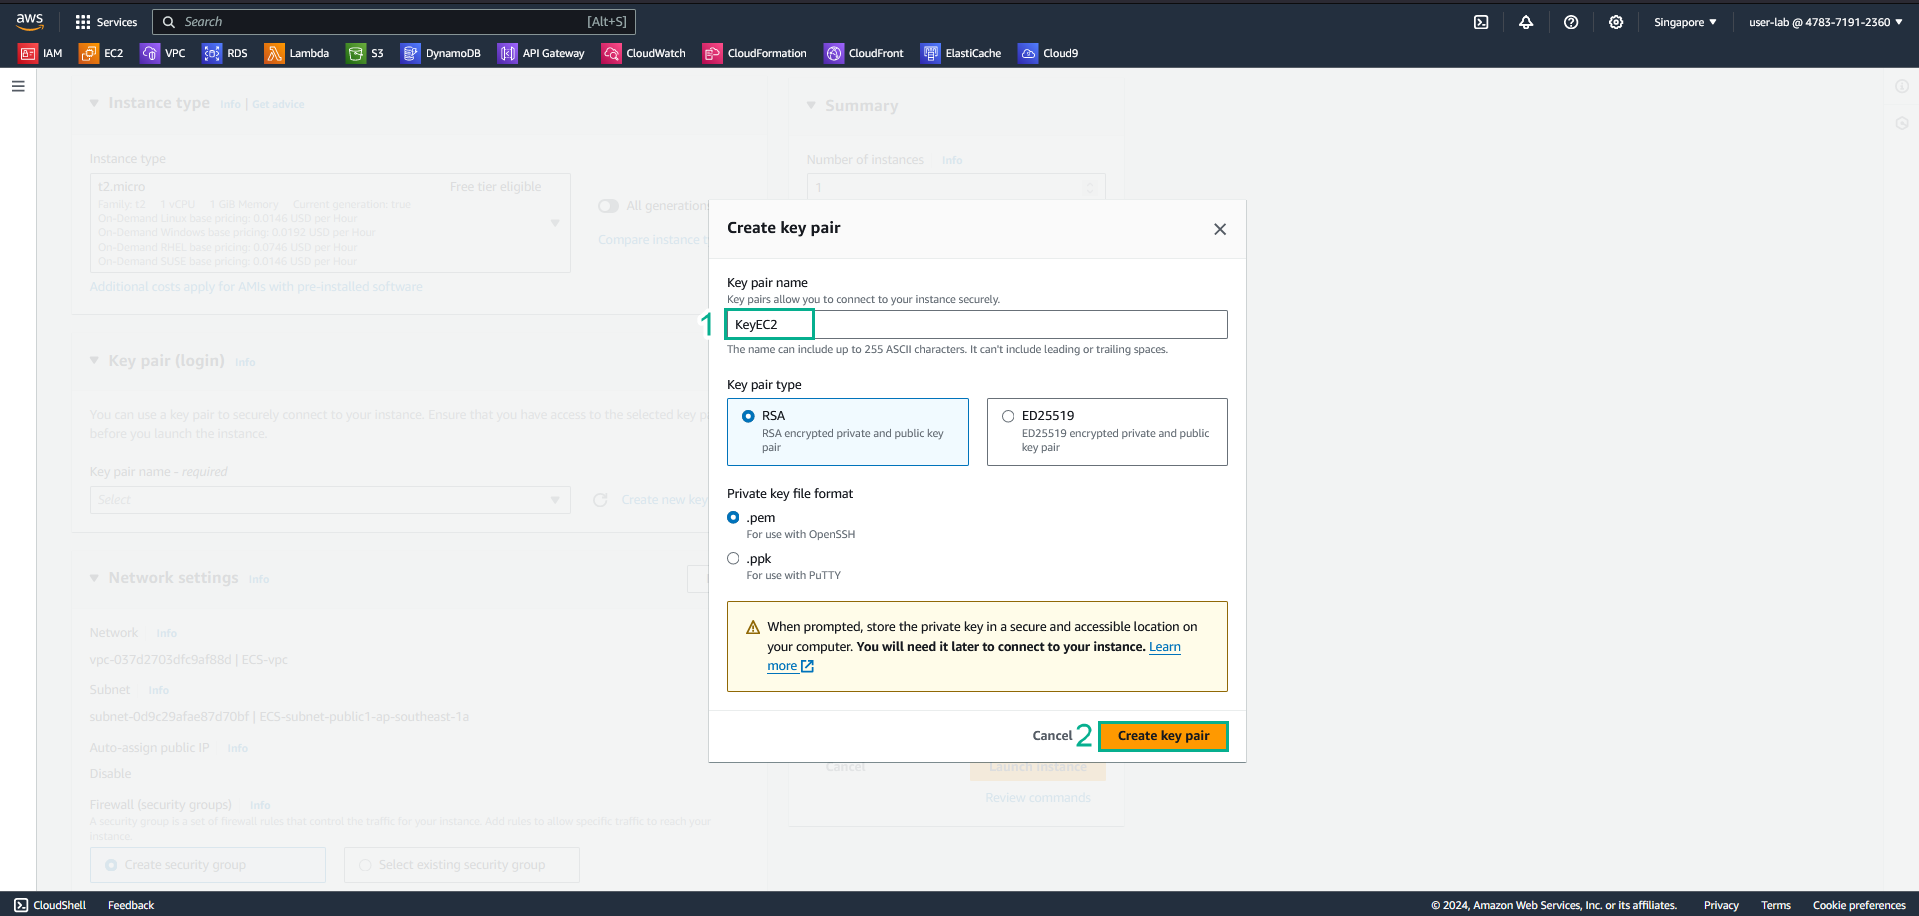 aws
Services
Search
[Alt+S]
Singapore
user-lab @ 4783-7191-2360
IAM
EC2
VPC
RDS
Lambda
S3
DynamoDB
API Gateway
CloudWatch
CloudFormation
CloudFront
ElastiCache
Cloud9
Instance type
Info
Get advice
Instance type
t2.micro
Free tier eligible
Family: t2 1 vCPU 1 GiB Memory Current generation: true
On-Demand Linux base pricing: 0.0146 USD per Hour
On-Demand Windows base pricing: 0.0192 USD per Hour
On-Demand RHEL base pricing: 0.0746 USD per Hour
On-Demand SUSE base pricing: 0.0146 USD per Hour
All generation
Compare instance t
Additional costs apply for AMIs with pre-installed software
Key pair (login)
Info
You can use a key pair to securely connect to your instance. Ensure that you have access to the selected key pa
before you launch the instance.
Key pair name - required
Select
Create new key
Network settings
Info
Network
Info
vpc-037d2703dfc9af88d | ECS-vpc
Subnet
Info
subnet-0d9c29afae87d70bf | ECS-subnet-public1-ap-southeast-1a
Auto-assign public IP
Info
Disable
Firewall (security groups)
Info
A security group is a set of firewall rules that control the traffic for your instance. Add rules to allow specific traffic to reach your
instance.
Create security group
Select existing security group
Summary
Number of instances
Info
1
Create key pair
Key pair name
Key pairs allow you to connect to your instance securely.
1
KeyEC2
The name can include up to 255 ASCII characters. It can't include leading or trailing spaces.
Key pair type
RSA
RSA encrypted private and public key
pair
ED25519
ED25519 encrypted private and public
key pair
Private key file format
.pem
For use with OpenSSH
.ppk
For use with PuTTY
When prompted, store the private key in a secure and accessible location on
your computer. You will need it later to connect to your instance. Learn
more
Cancel
2
Create key pair
Cancel
Launch instance
Review commands
CloudShell
Feedback
© 2024, Amazon Web Services, Inc. or its affiliates.
Privacy
Terms
Cookie preferences